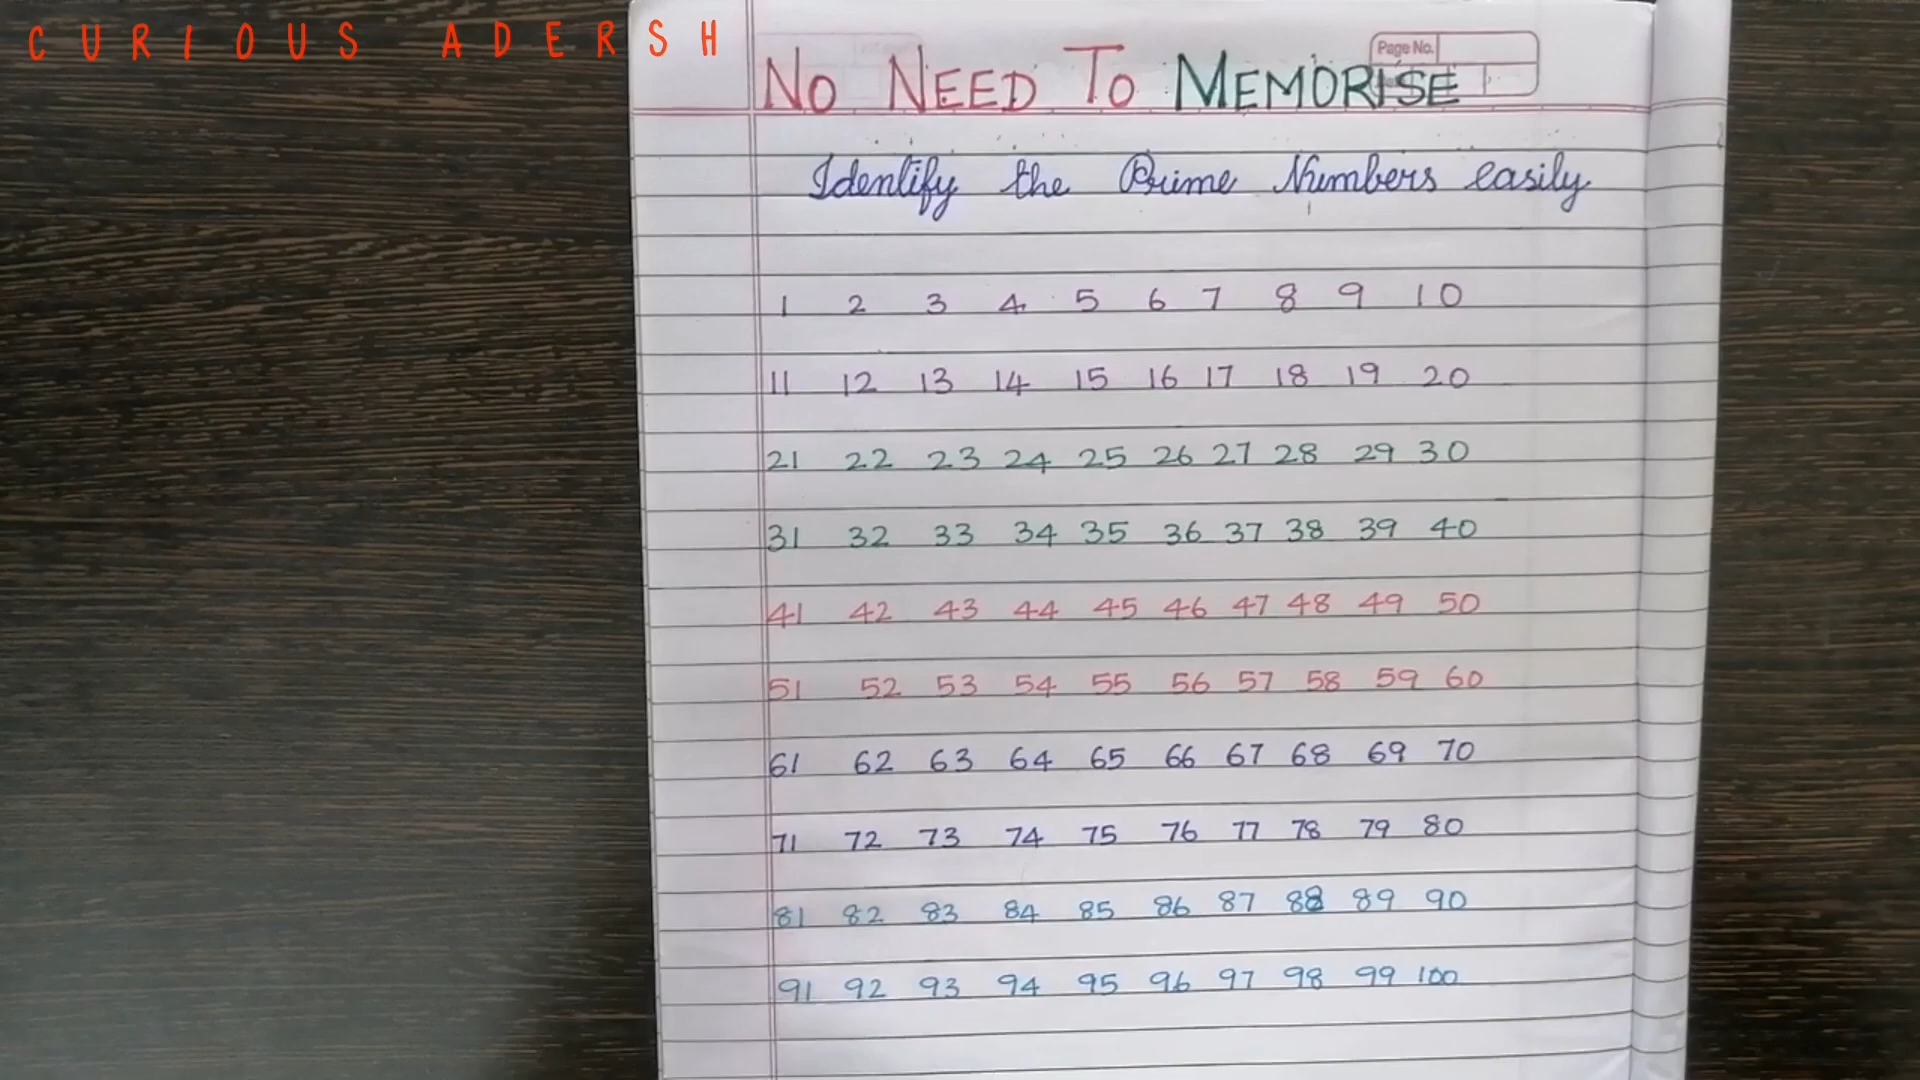 CURIOUS ADERSH
Page No.
NO NEED TO MEMORISE
Identify the Prime Numbers easily
1 2 3 4 5 6 7 8 9 10
11 12 13 14 15 16 17 18 19 20
21 22 23 24 25 26 27 28 29 30
31 32 33 34 35 36 37 38 39 40
41 42 43 44 45 46 47 48 49 50
51 52 53 54 55 56 57 58 59 60
61 62 63 64 65 66 67 68 69 70
71 72 73 74 75 76 77 78 79 80
81 82 83 84 85 86 87 88 89 90
91 92 93 94 95 96 97 98 99 100